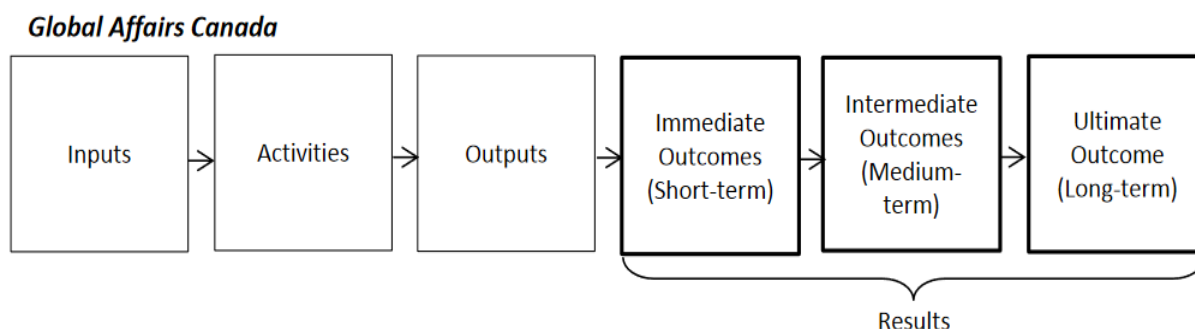 Global Affairs Canada
Inputs
Activities
Outputs
Immediate
Outcomes
(Short-term)
Intermediate
Outcomes
(Medium-
term)
Ultimate
Outcome
(Long-term)
Results